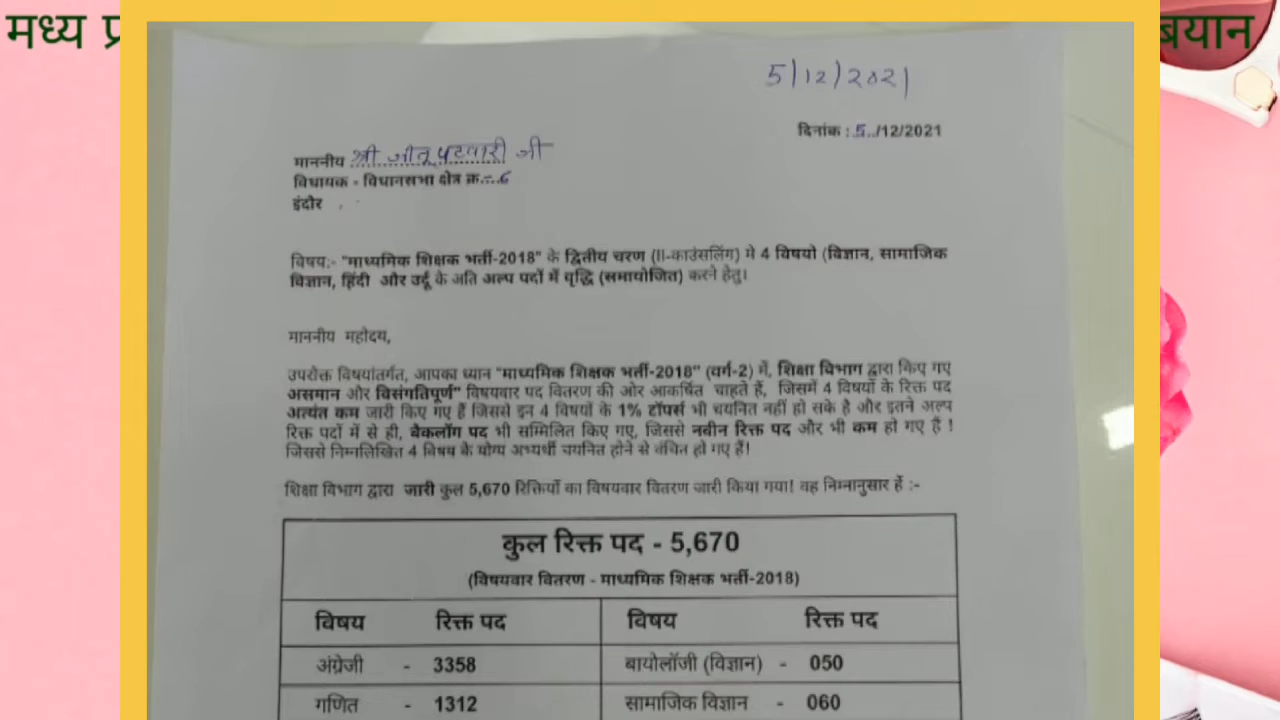 मध्य प्र
बयान
5/12/2021
दिनांक : 5../12/2021
माननीय श्री जीतू पटवारी जी
विधायक - विधानसभा क्षेत्र क्र....6
इंदौर
विषय:- "माध्यमिक शिक्षक भर्ती-2018" के द्वितीय चरण (II-काउंसलिंग) मे 4 विषयो (विज्ञान, सामाजिक
विज्ञान, हिंदी और उर्दू के अति अल्प पदों में वृद्धि (समायोजित) करने हेतु।
माननीय महोदय,
उपरोक्त विषयांतर्गत, आपका ध्यान "माध्यमिक शिक्षक भर्ती-2018" (वर्ग-2) में, शिक्षा विभाग द्वारा किए गए
असमान और विसंगतिपूर्ण" विषयवार पद वितरण की ओर आकर्षित चाहते हैं, जिसमें 4 विषयों के रिक्त पद
अत्यंत कम जारी किए गए हैं जिससे इन 4 विषयों के 1% टॉपर्स भी चयनित नहीं हो सके है और इतने अल्प
रिक्त पदों में से ही, बैकलॉग पद भी सम्मिलित किए गए, जिससे नवीन रिक्त पद और भी कम हो गए हैं !
जिससे निम्नलिखित 4 विषय के योग्य अभ्यर्थी चयनित होने से वंचित हो गए हैं!
शिक्षा विभाग द्वारा जारी कुल 5,670 रिक्तियों का विषयवार वितरण जारी किया गया! वह निम्नानुसार हैं :-
कुल रिक्त पद - 5,670
(विषयवार वितरण - माध्यमिक शिक्षक भर्ती-2018)
विषय रिक्त पद विषय रिक्त पद
अंग्रेजी - 3358 बायोलॉजी (विज्ञान) - 050
गणित - 1312 सामाजिक विज्ञान - 060